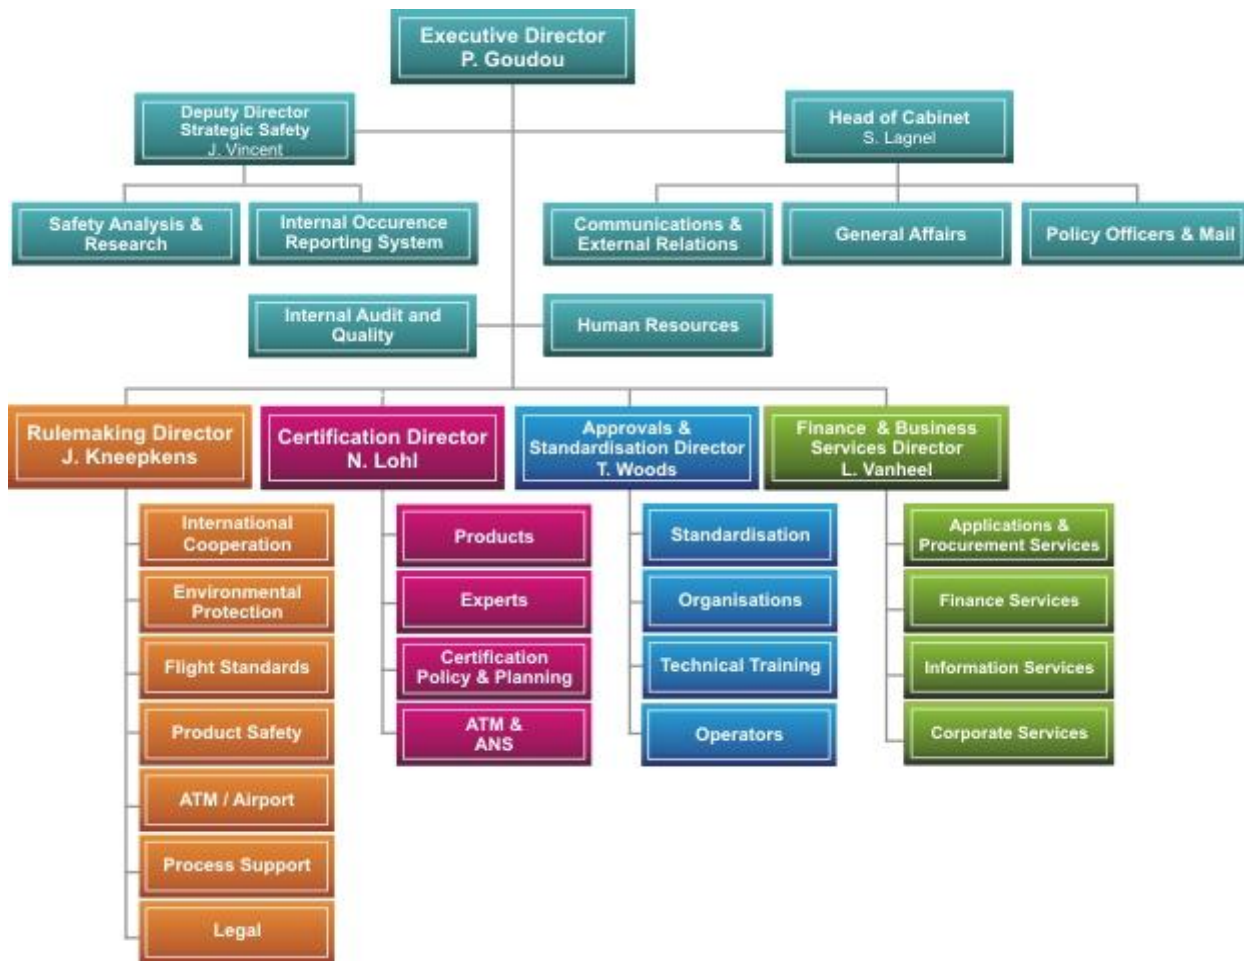 Executive Director
P. Goudou
Deputy Director
Strategic Safety
J. Vincent
Head of Cabinet
S. Lagnel
Safety Analysis &
Research
Internal Occurence
Reporting System
Communications &
External Relations
General Affairs
Policy Officers & Mail
Internal Audit and
Quality
Human Resources
Rulemaking Director
J. Kneepkens
Certification Director
N. Lohl
Approvals &
Standardisation Director
T. Woods
Finance & Business
Services Director
L. Vanheel
International
Cooperation
Environmental
Protection
Flight Standards
Product Safety
ATM / Airport
Process Support
Legal
Products
Experts
Certification
Policy & Planning
ATM &
ANS
Standardisation
Organisations
Technical Training
Operators
Applications &
Procurement Services
Finance Services
Information Services
Corporate Services